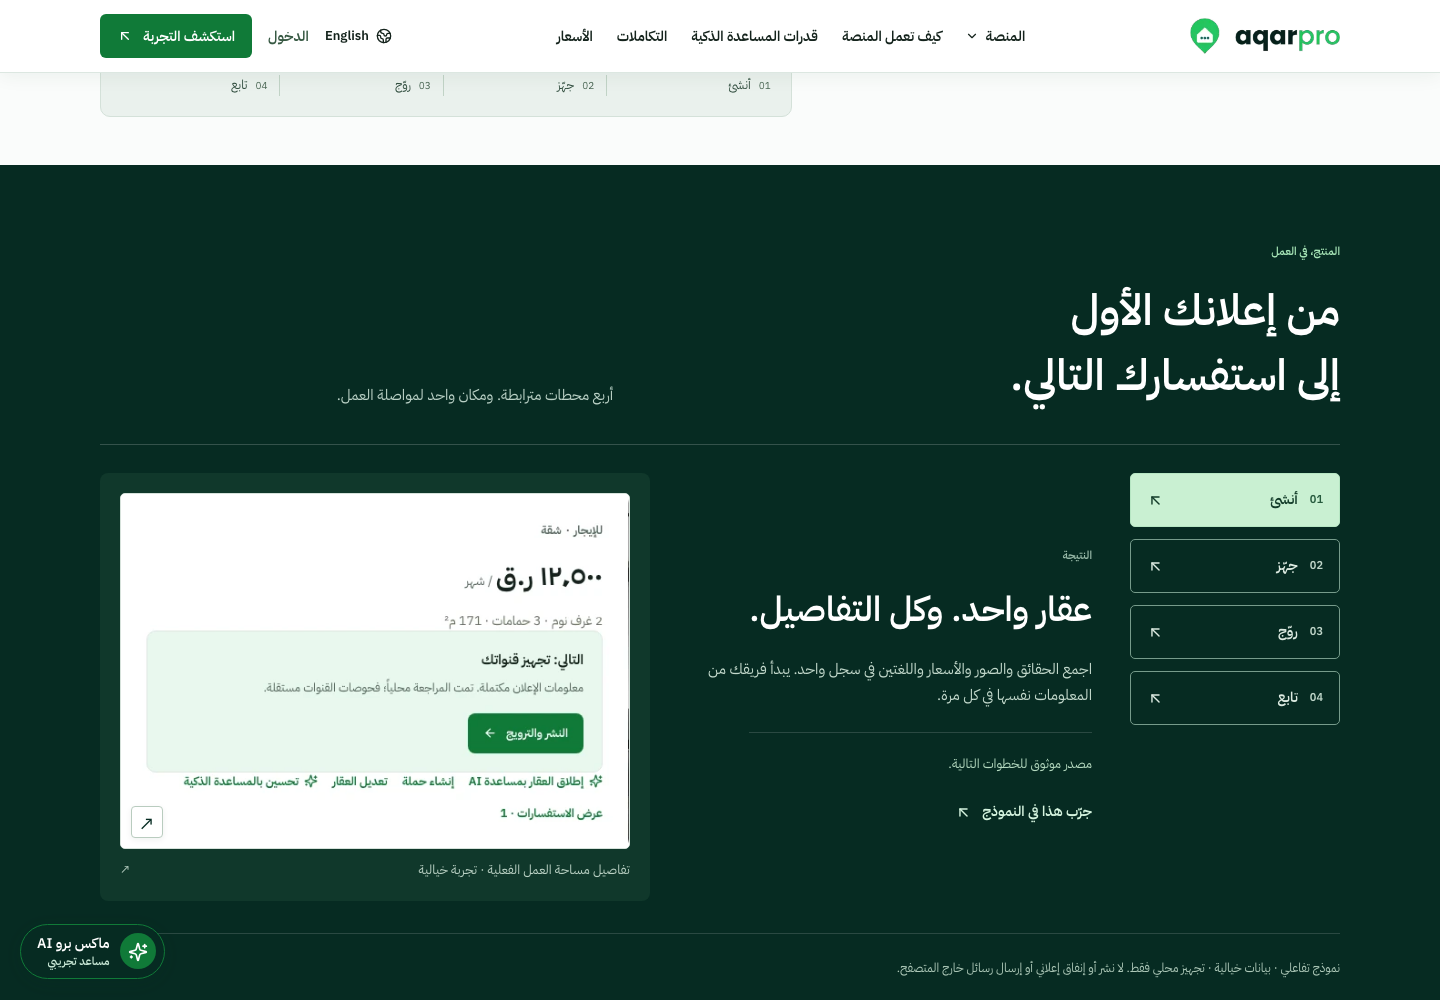 aqarpro
المنصة
كيف تعمل المنصة
قدرات المساعدة الذكية
التكاملات
الأسعار
English
الدخول
استكشف التجربة
01 أنشئ
02 جهّز
03 روّج
04 تابع
المنتج، في العمل
من إعلانك الأول
إلى استفسارك التالي.
أربع محطات مترابطة. ومكان واحد لمواصلة العمل.
01 أنشئ
02 جهّز
03 روّج
04 تابع
النتيجة
عقار واحد. وكل التفاصيل.
اجمع الحقائق والصور والأسعار واللغتين في سجل واحد. يبدأ فريقك من
المعلومات نفسها في كل مرة.
مصدر موثوق للخطوات التالية.
جرّب هذا في النموذج
للإيجار · شقة
١٢,٥٠٠ ر.ق / شهر
2 غرف نوم · 3 حمامات · 171 م²
التالي: تجهيز قنواتك
معلومات الإعلان مكتملة. تمت المراجعة محلياً؛ فحوصات القنوات مستقلة.
النشر والترويج
إطلاق العقار بمساعدة AI
إنشاء حملة
تعديل العقار
تحسين بالمساعدة الذكية
عرض الاستفسارات · 1
تفاصيل مساحة العمل الفعلية · تجربة خيالية
ماكس برو AI
مساعد تجريبي
نموذج تفاعلي · بيانات خيالية · تجهيز محلي فقط. لا نشر أو إنفاق إعلاني أو إرسال رسائل خارج المتصفح.